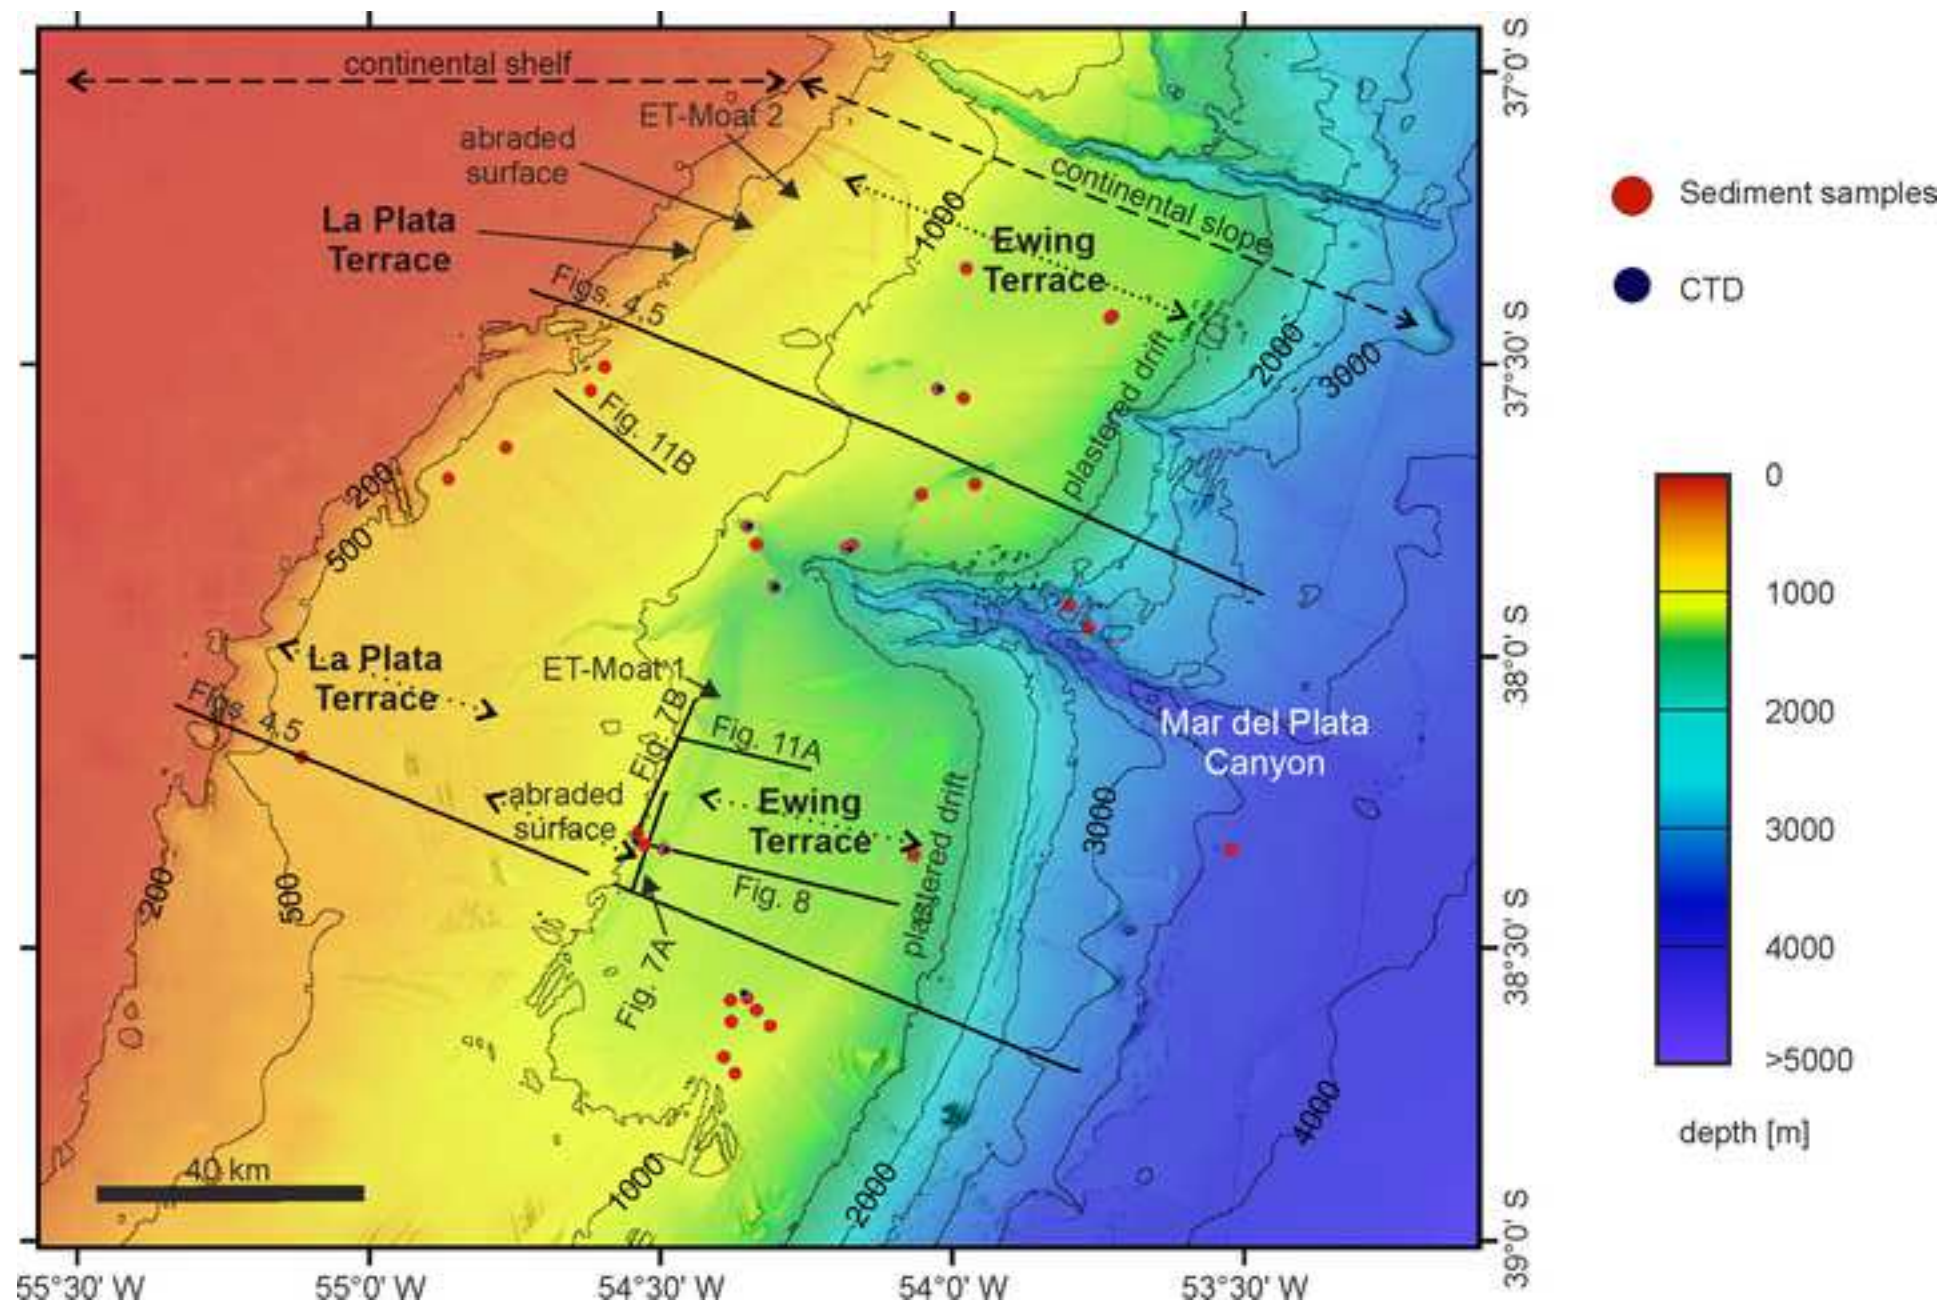 continental shelf
ET-Moat 2
abraded
surface
La Plata
Terrace
continental slope
1000
Ewing
Terrace
Figs. 4.5
plastered drift
2000
3000
Fig. 11B
200
500
La Plata
Terrace
ET-Moat 1
Figs. 4.5
Fig. 7B
Fig. 11A
Mar del Plata
Canyon
abraded
surface
Ewing
Terrace
plastered drift
3000
200
500
Fig. 8
Fig. 7A
40 km
1000
2000
4000
37°0' S
37°30' S
38°0' S
38°30' S
39°0' S
55°30' W
55°0' W
54°30' W
54°0' W
53°30' W
Sediment samples
CTD
0
1000
2000
3000
4000
>5000
depth [m]